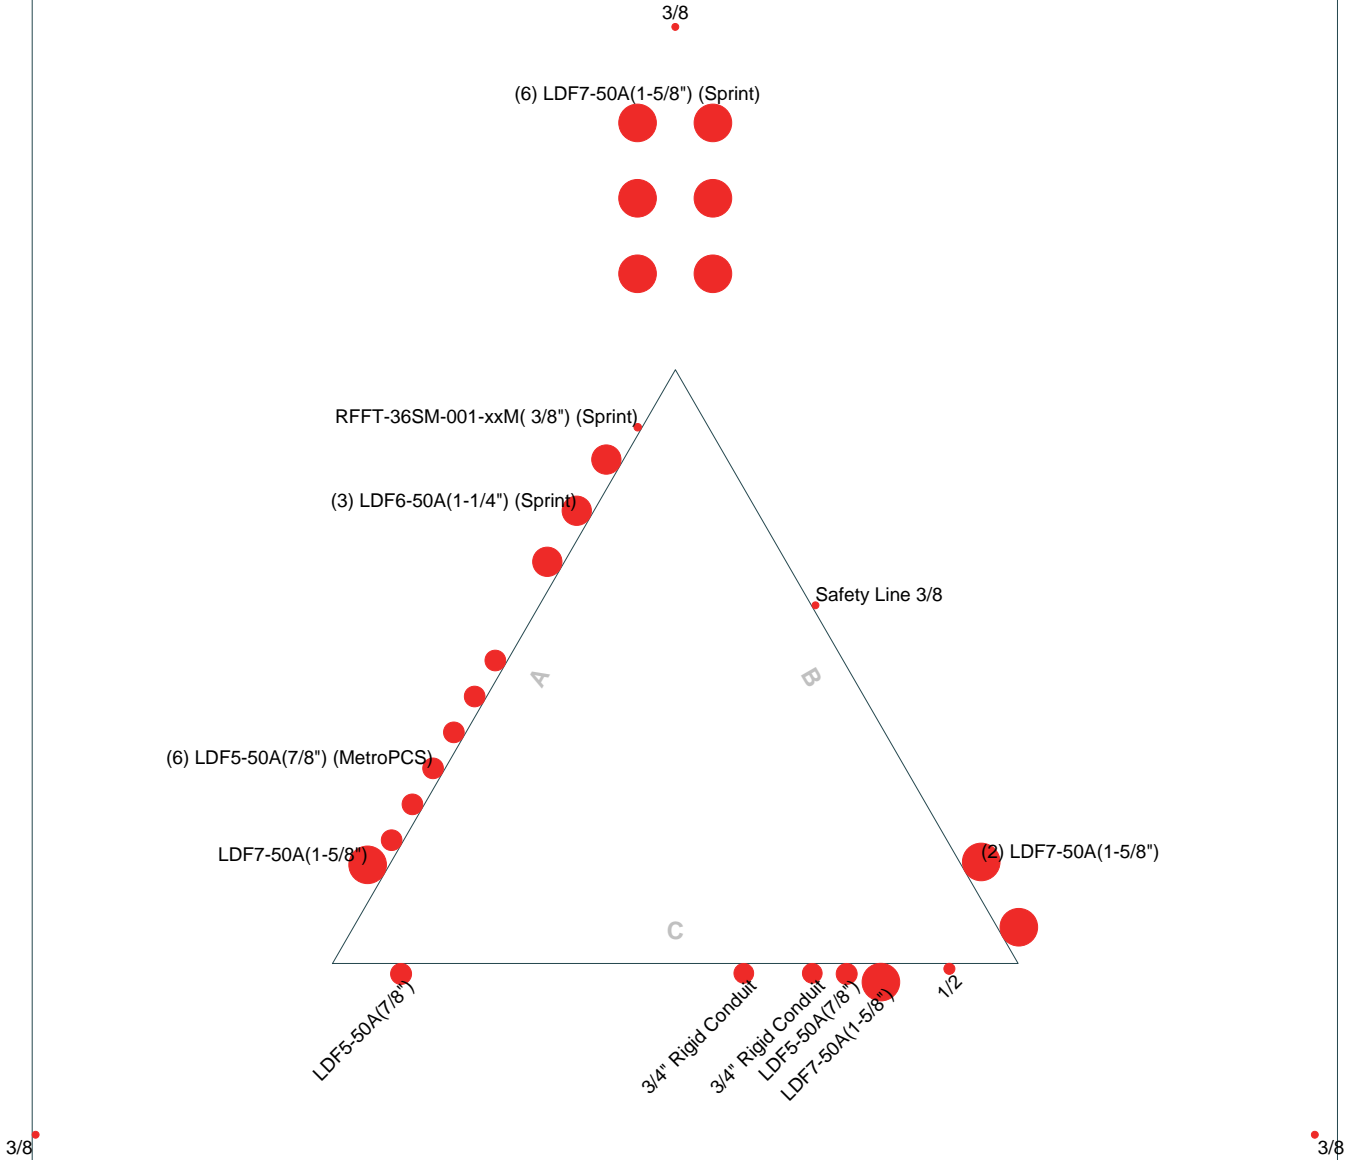 3/8
(6) LDF7-50A(1-5/8") (Sprint)
RFFT-36SM-001-xxM( 3/8") (Sprint)
(3) LDF6-50A(1-1/4") (Sprint)
Safety Line 3/8
A
B
(6) LDF5-50A(7/8") (MetroPCS)
LDF7-50A(1-5/8")
(2) LDF7-50A(1-5/8")
C
LDF5-50A(7/8")
3/4" Rigid Conduit
3/4" Rigid Conduit
LDF5-50A(7/8")
LDF7-50A(1-5/8")
1/2
3/8
3/8